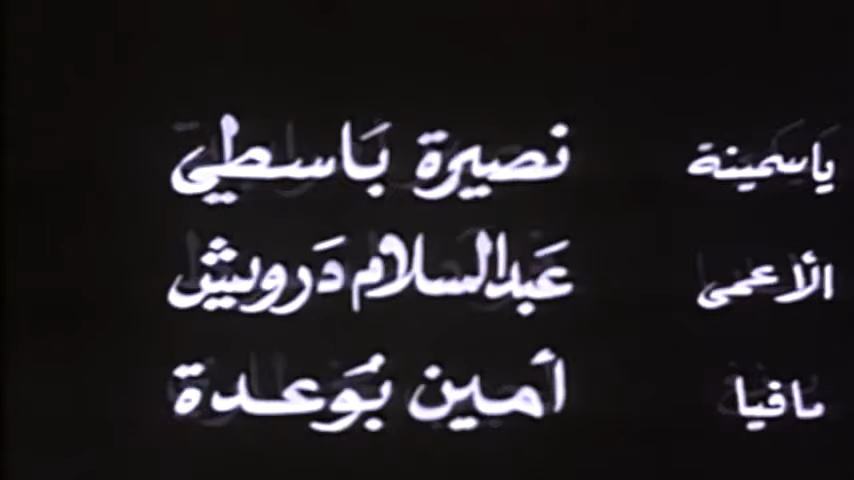 ياسمينة نصيرة باسطي
الأعمى عبدالسلام درويش
مافيا أمين بوعدة